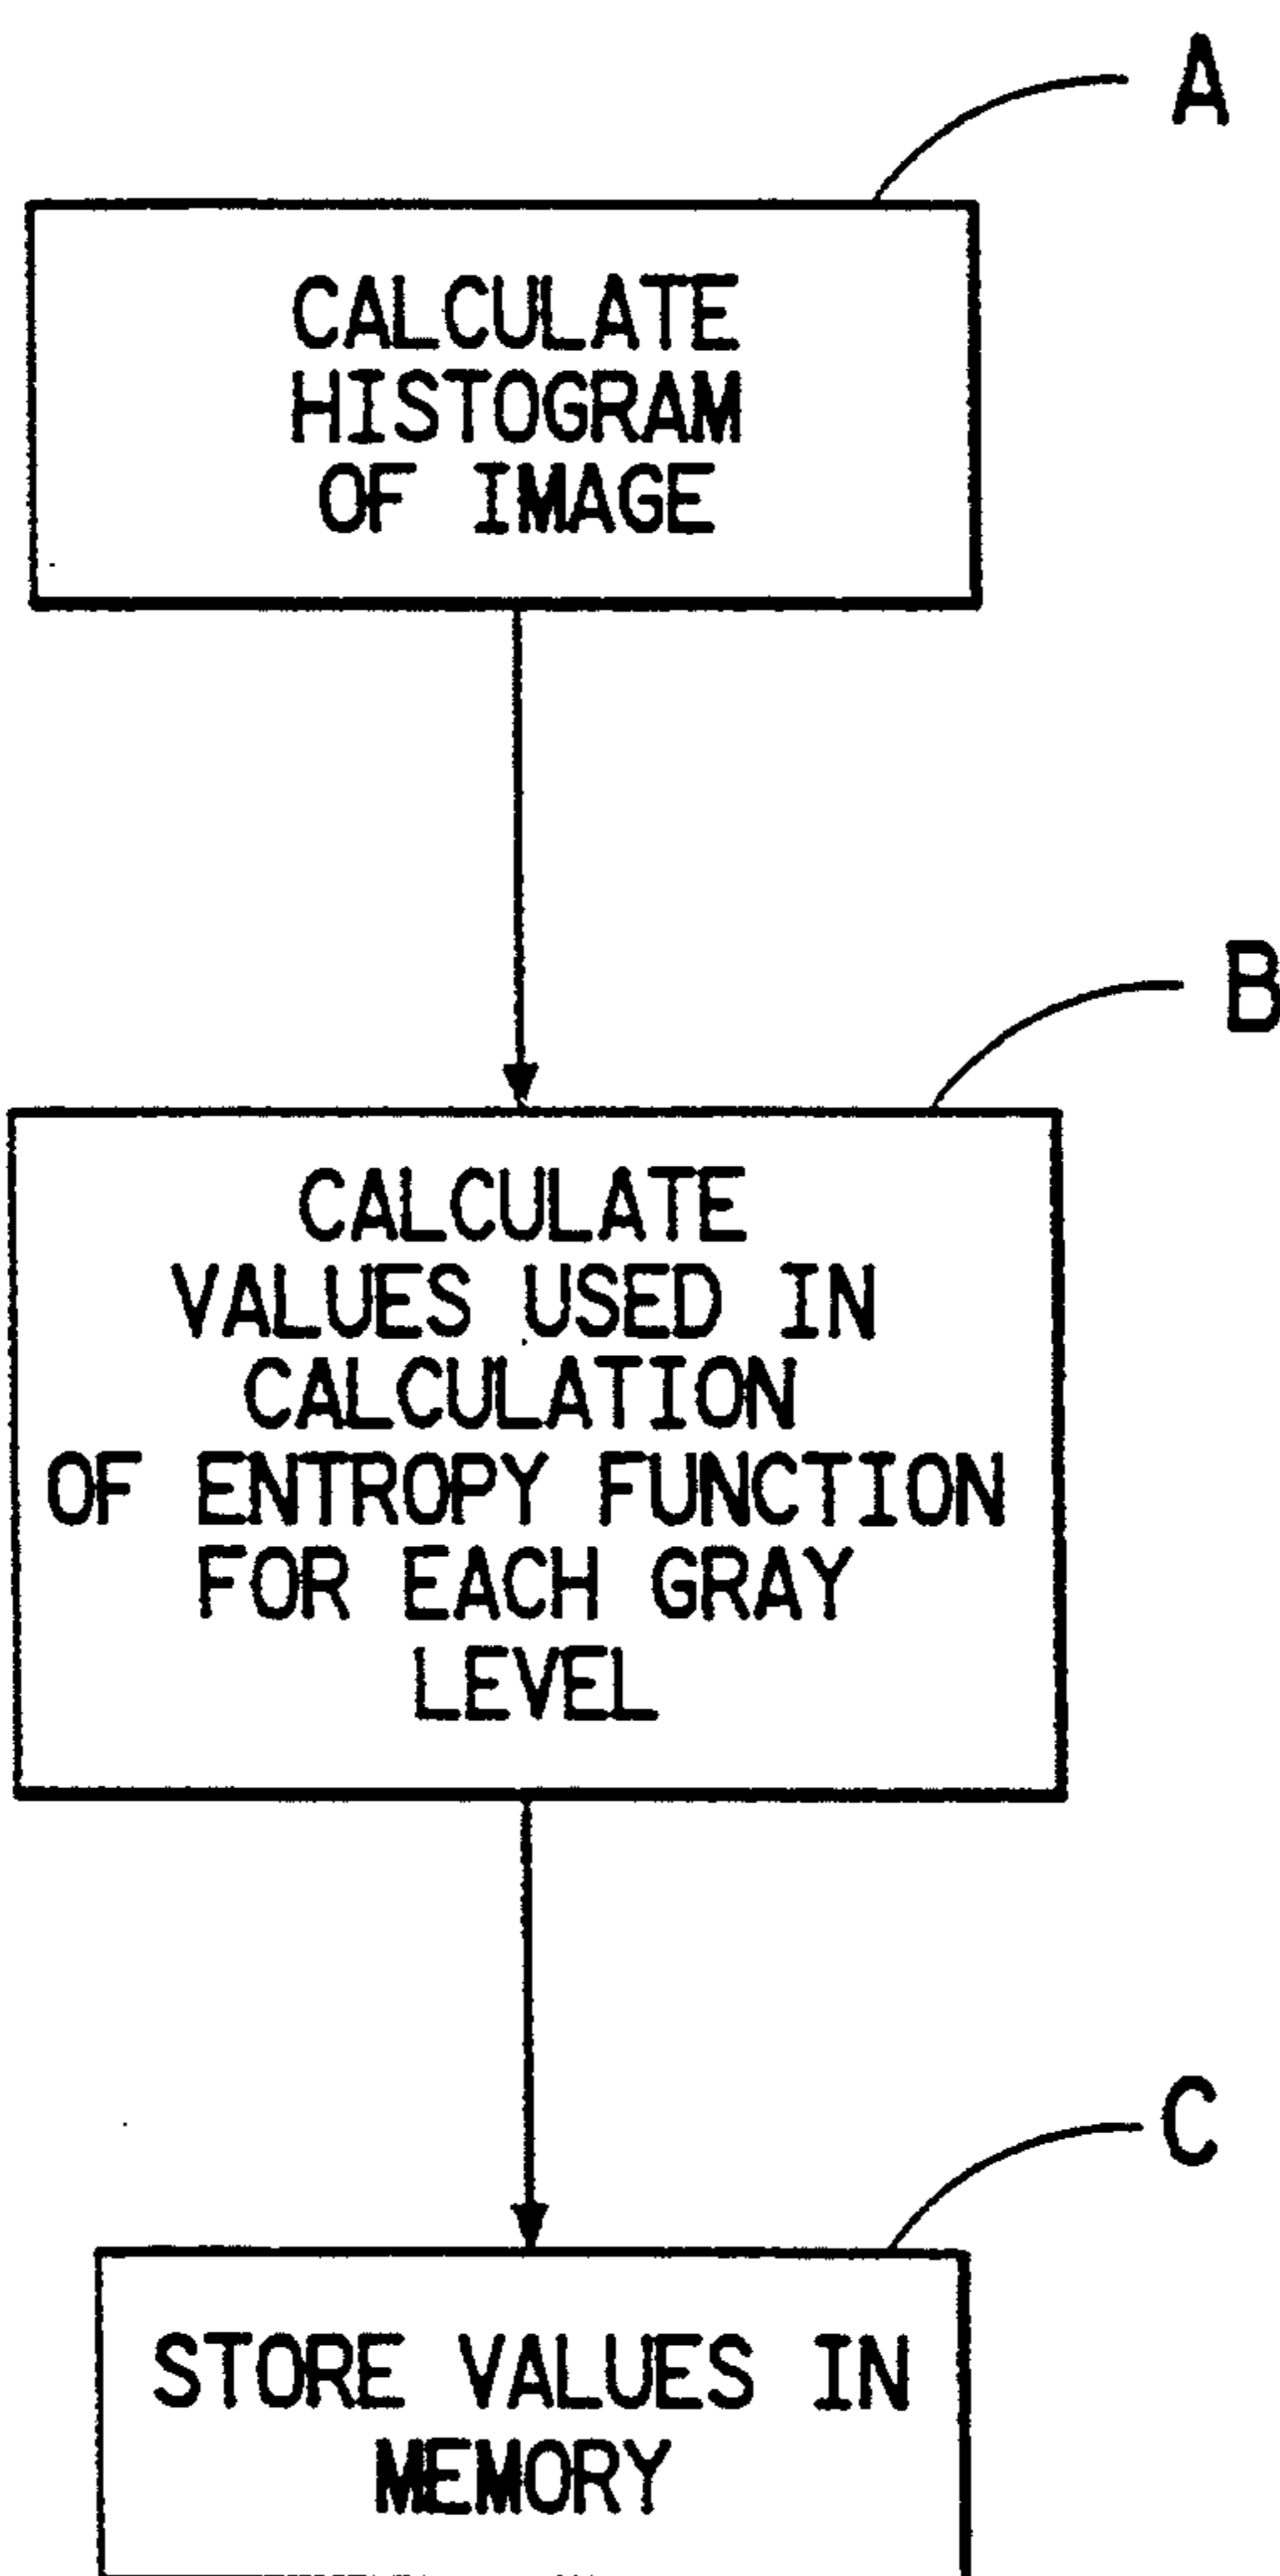 A
CALCULATE
HISTOGRAM
OF IMAGE
B
CALCULATE
VALUES USED IN
CALCULATION
OF ENTROPY FUNCTION
FOR EACH GRAY
LEVEL
C
STORE VALUES IN
MEMORY